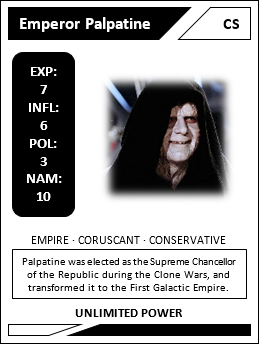 Emperor Palpatine
CS
EXP:
7
INFL:
6
POL:
3
NAM:
10
EMPIRE · CORUSCANT · CONSERVATIVE
Palpatine was elected as the Supreme Chancellor
of the Republic during the Clone Wars, and
transformed it to the First Galactic Empire.
UNLIMITED POWER